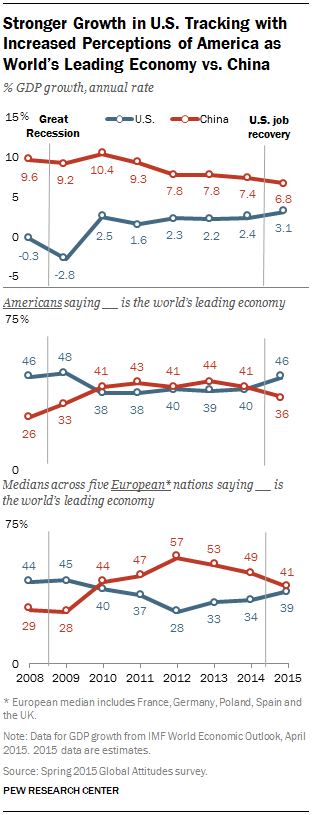 Stronger Growth in U.S. Tracking with
Increased Perceptions of America as
World's Leading Economy vs. China
% GDP growth, annual rate
15%
Great
Recession
U.S.
China
U.S. job
recovery
10
5
0
-5
9.6
9.2
10.4
9.3
7.8
7.8
7.4
6.8
-0.3
-2.8
2.5
1.6
2.3
2.2
2.4
3.1
Americans saying __ is the world's leading economy
75%
46
48
41
43
41
44
41
46
26
33
38
38
40
39
40
36
0
Medians across five European* nations saying __ is
the world's leading economy
75%
44
45
44
47
57
53
49
41
29
28
40
37
28
33
34
39
0
2008 2009 2010 2011 2012 2013 2014 2015
* European median includes France, Germany, Poland, Spain and
the UK.
Note: Data for GDP growth from IMF World Economic Outlook, April
2015. 2015 data are estimates.
Source: Spring 2015 Global Attitudes survey.
PEW RESEARCH CENTER